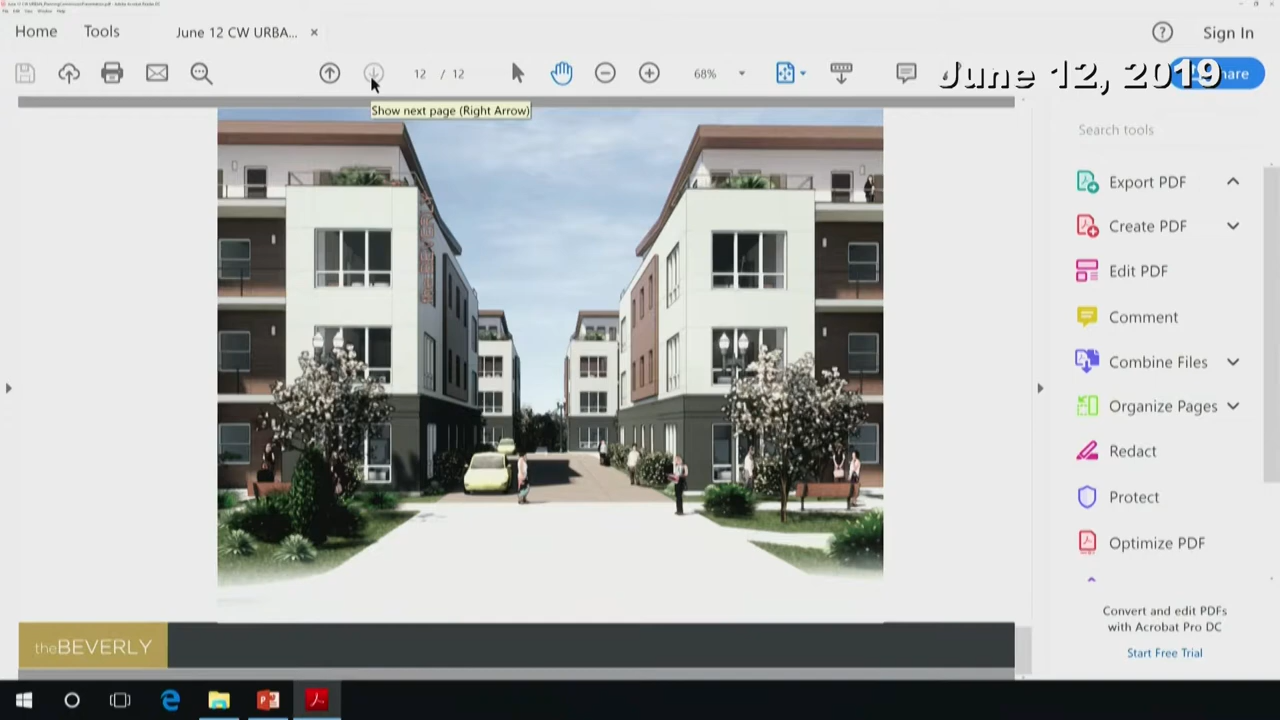 Home Tools June 12 CW URBA... ×
Sign In
12 / 12
68%
Share
June 12, 2019
Show next page (Right Arrow)
Search tools
Export PDF
Create PDF
Edit PDF
Comment
Combine Files
Organize Pages
Redact
Protect
Optimize PDF
Convert and edit PDFs
with Acrobat Pro DC
Start Free Trial
theBEVERLY
theBEVERLY